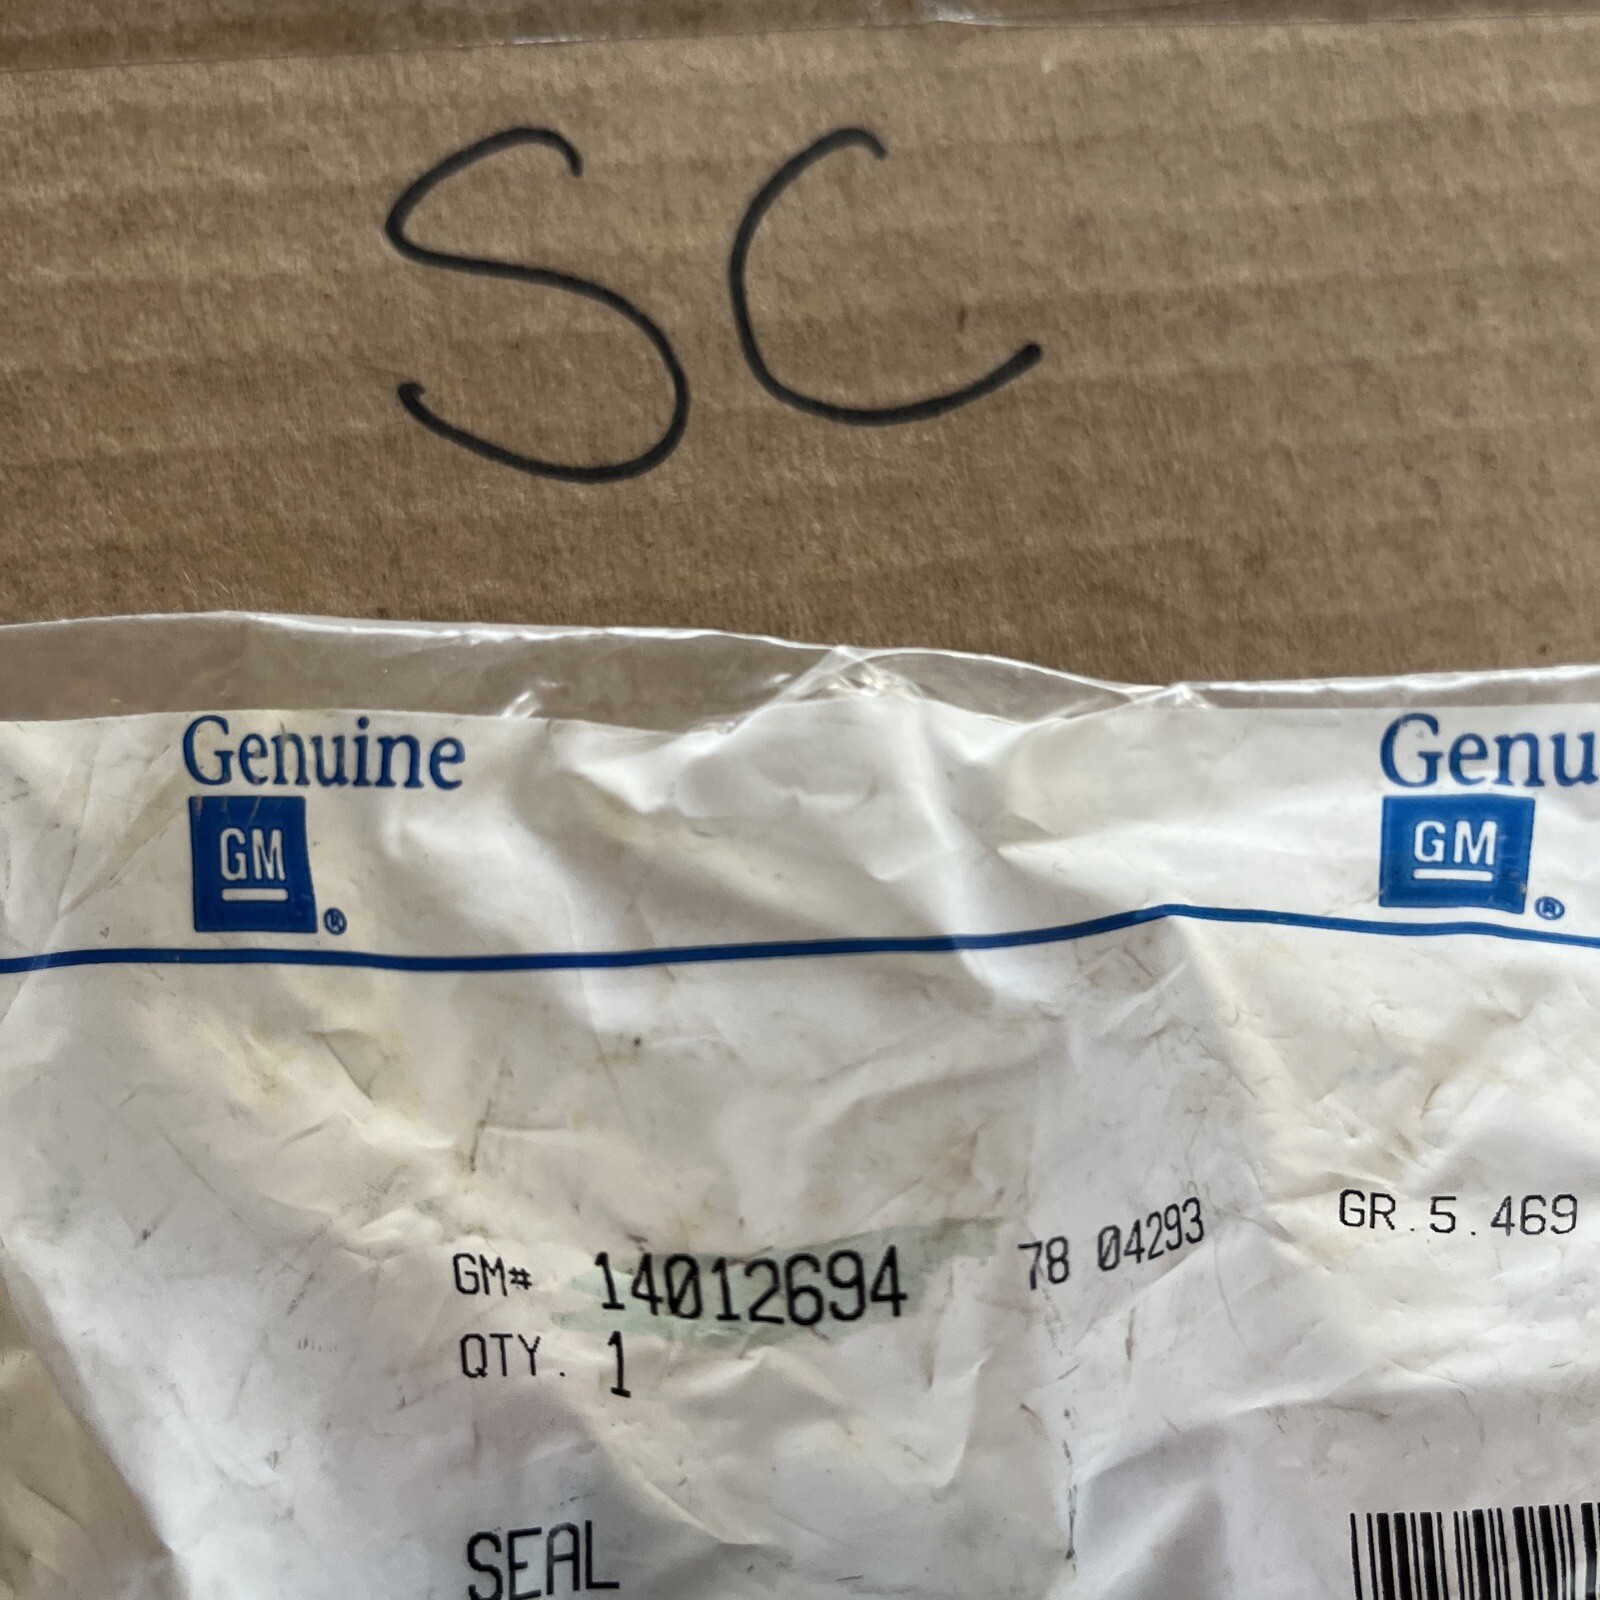 SC
Genuine
GM ®
Genu
GM ®
GM# 14012694 78 04293 GR.5.469
QTY. 1
SEAL